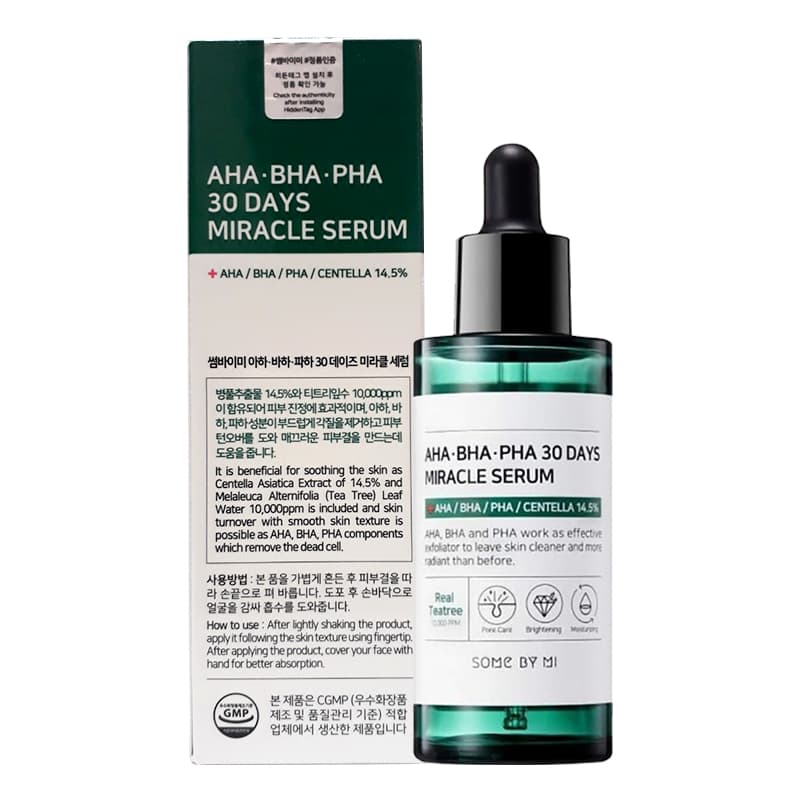 #썸바이미 #정품인증
히든태그 앱 설치 후
정품 확인 가능
Check the authenticity
after installing
HiddenTag App
AHA·BHA·PHA
30 DAYS
MIRACLE SERUM
+ AHA / BHA / PHA / CENTELLA 14.5%
썸바이미 아하·바하·파하 30 데이즈 미라클 세럼
병풀추출물 14.5%와 티트리잎수 10,000ppm
이 함유되어 피부 진정에 효과적이며, 아하, 바
하, 파하 성분이 부드럽게 각질을 제거하고 피부
턴오버를 도와 매끄러운 피부결을 만드는데
도움을 줍니다.
It is beneficial for soothing the skin as
Centella Asiatica Extract of 14.5% and
Melaleuca Alternifolia (Tea Tree) Leaf
Water 10,000ppm is included and skin
turnover with smooth skin texture is
possible as AHA, BHA, PHA components
which remove the dead cell.
사용방법 : 본 품을 가볍게 흔든 후 피부결을 따
라 손끝으로 펴 바릅니다. 도포 후 손바닥으로
얼굴을 감싸 흡수를 도와줍니다.
How to use : After lightly shaking the product,
apply it following the skin texture using fingertip.
After applying the product, cover your face with
hand for better absorption.
GMP
본 제품은 CGMP (우수화장품
제조 및 품질관리 기준) 적합
업체에서 생산한 제품입니다
AHA·BHA·PHA 30 DAYS
MIRACLE SERUM
+ AHA / BHA / PHA / CENTELLA 14.5%
AHA, BHA and PHA work as effective
exfoliator to leave skin cleaner and more
radiant than before.
Real
Teatree
10,000 PPM
Pore Care
Brightening
Moisturizing
SOME BY MI